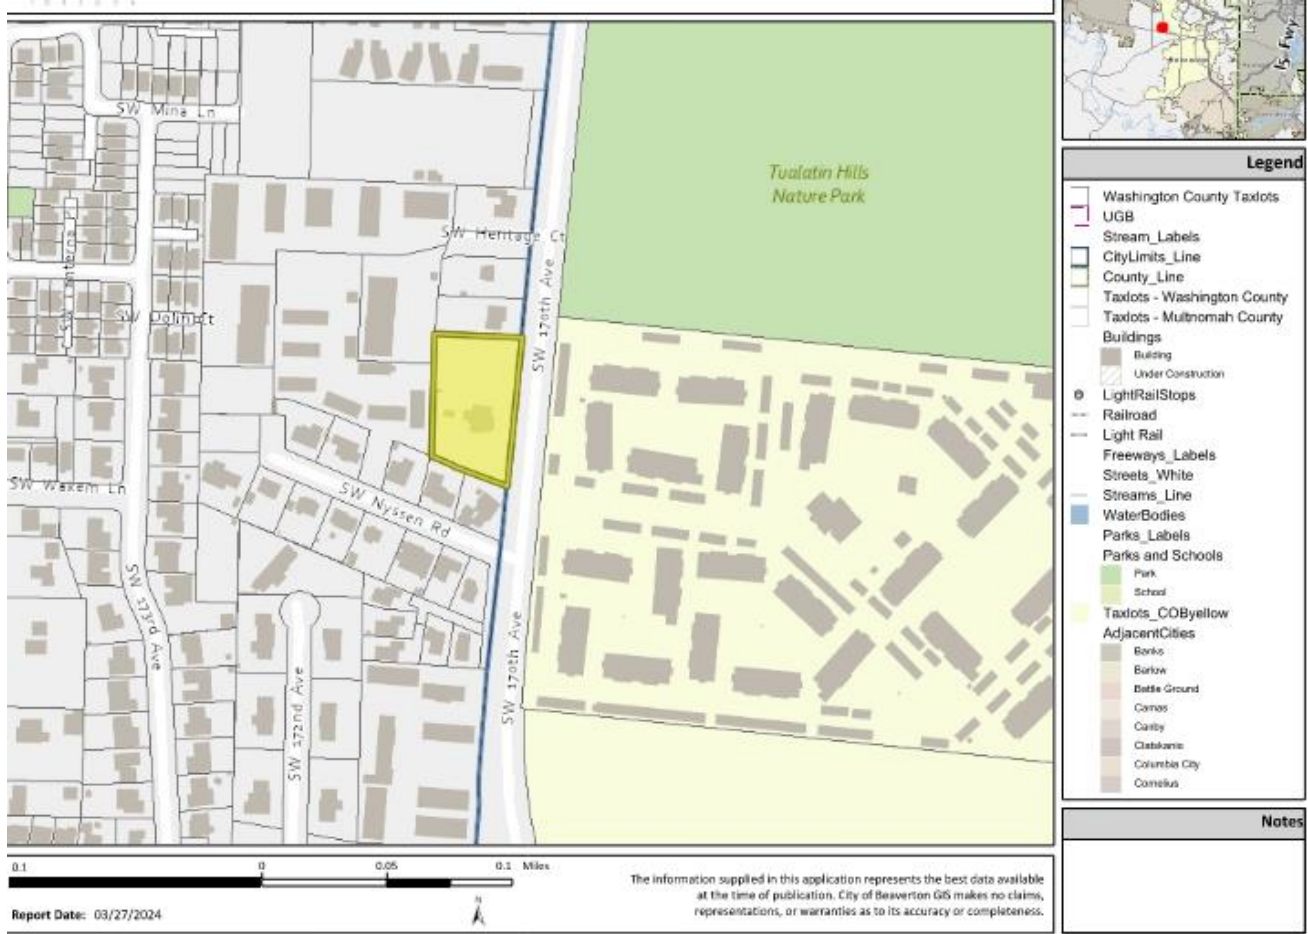 I5 Fwy
SW Mina Ln
Tualatin Hills
Nature Park
SW Heritage Ct
SW 170th Ave
SW Dolin Ct
SW Nyssen Rd
SW Waxem Ln
SW 173rd Ave
SW 172nd Ave
SW 170th Ave
Legend
Washington County Taxlots
UGB
Stream_Labels
CityLimits_Line
County_Line
Taxlots - Washington County
Taxlots - Multnomah County
Buildings
Building
Under Construction
LightRailStops
Railroad
Light Rail
Freeways_Labels
Streets_White
Streams_Line
WaterBodies
Parks_Labels
Parks and Schools
Park
School
Taxlots_COByellow
AdjacentCities
Banks
Barlow
Battle Ground
Camas
Canby
Clatskanie
Columbia City
Cornelius
Notes
0.1 0 0.05 0.1 Miles
N
Report Date: 03/27/2024
The information supplied in this application represents the best data available
at the time of publication. City of Beaverton GIS makes no claims,
representations, or warranties as to its accuracy or completeness.